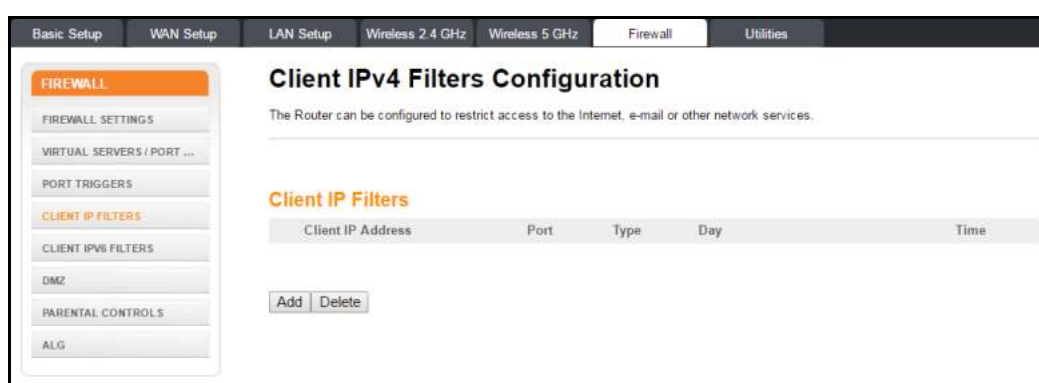 Basic Setup WAN Setup LAN Setup Wireless 2.4 GHz Wireless 5 GHz Firewall Utilities
FIREWALL
FIREWALL SETTINGS
VIRTUAL SERVERS / PORT ...
PORT TRIGGERS
CLIENT IP FILTERS
CLIENT IPV6 FILTERS
DMZ
PARENTAL CONTROLS
ALG
Client IPv4 Filters Configuration
The Router can be configured to restrict access to the Internet, e-mail or other network services.
Client IP Filters
Client IP Address Port Type Day Time
Add Delete